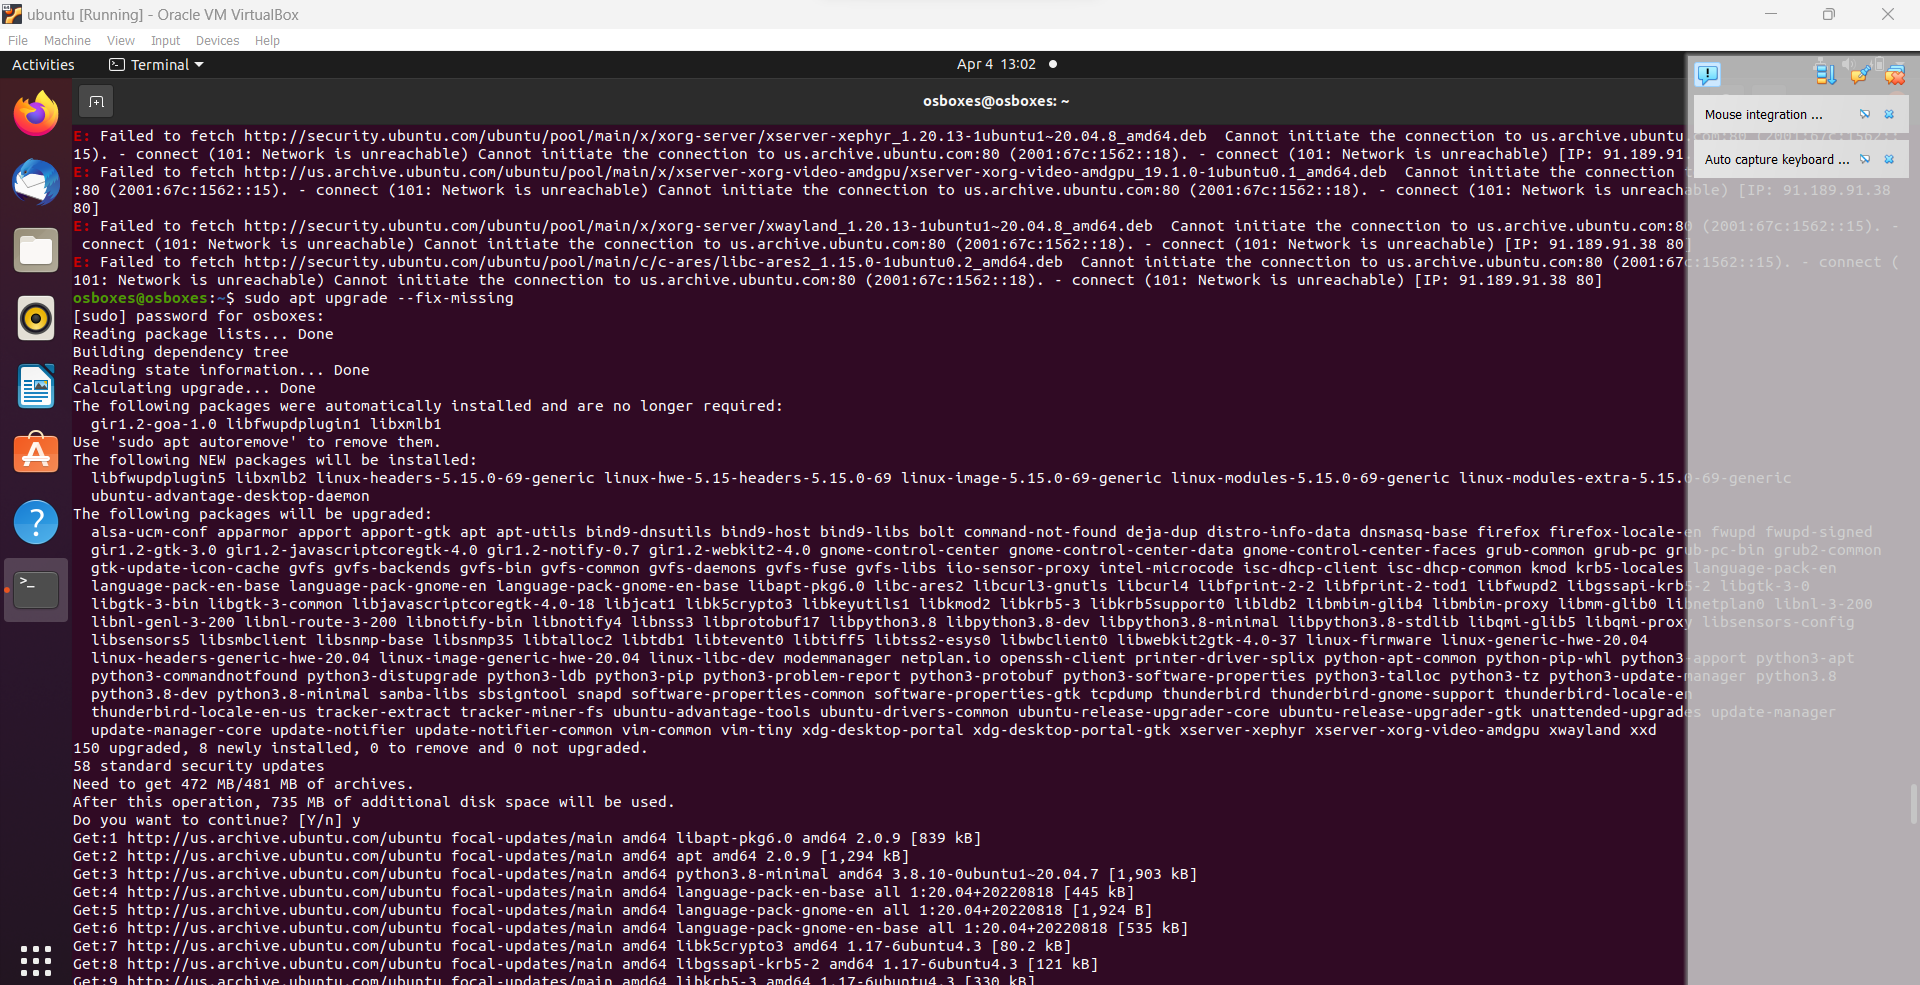 ubuntu [Running] - Oracle VM VirtualBox
File Machine View Input Devices Help
Activities Terminal Apr 4 13:02
osboxes@osboxes: ~
Mouse integration ...
Auto capture keyboard ...
E: Failed to fetch http://security.ubuntu.com/ubuntu/pool/main/x/xorg-server/xserver-xephyr_1.20.13-1ubuntu1~20.04.8_amd64.deb Cannot initiate the connection to us.archive.ubuntu.com:80 (2001:67c:1562::
15). - connect (101: Network is unreachable) Cannot initiate the connection to us.archive.ubuntu.com:80 (2001:67c:1562::18). - connect (101: Network is unreachable) [IP: 91.189.91.
E: Failed to fetch http://us.archive.ubuntu.com/ubuntu/pool/main/x/xserver-xorg-video-amdgpu/xserver-xorg-video-amdgpu_19.1.0-1ubuntu0.1_amd64.deb Cannot initiate the connection
:80 (2001:67c:1562::15). - connect (101: Network is unreachable) Cannot initiate the connection to us.archive.ubuntu.com:80 (2001:67c:1562::18). - connect (101: Network is unreachable) [IP: 91.189.91.38
80]
E: Failed to fetch http://security.ubuntu.com/ubuntu/pool/main/x/xorg-server/xwayland_1.20.13-1ubuntu1~20.04.8_amd64.deb Cannot initiate the connection to us.archive.ubuntu.com:80 (2001:67c:1562::15). -
connect (101: Network is unreachable) Cannot initiate the connection to us.archive.ubuntu.com:80 (2001:67c:1562::18). - connect (101: Network is unreachable) [IP: 91.189.91.38 80]
E: Failed to fetch http://security.ubuntu.com/ubuntu/pool/main/c/c-ares/libc-ares2_1.15.0-1ubuntu0.2_amd64.deb Cannot initiate the connection to us.archive.ubuntu.com:80 (2001:67c:1562::15). - connect (
101: Network is unreachable) Cannot initiate the connection to us.archive.ubuntu.com:80 (2001:67c:1562::18). - connect (101: Network is unreachable) [IP: 91.189.91.38 80]
osboxes@osboxes:~$ sudo apt upgrade --fix-missing
[sudo] password for osboxes:
Reading package lists... Done
Building dependency tree
Reading state information... Done
Calculating upgrade... Done
The following packages were automatically installed and are no longer required:
gir1.2-goa-1.0 libfwupdplugin1 libxmlb1
Use 'sudo apt autoremove' to remove them.
The following NEW packages will be installed:
libfwupdplugin5 libxmlb2 linux-headers-5.15.0-69-generic linux-hwe-5.15-headers-5.15.0-69 linux-image-5.15.0-69-generic linux-modules-5.15.0-69-generic linux-modules-extra-5.15.0-69-generic
ubuntu-advantage-desktop-daemon
The following packages will be upgraded:
alsa-ucm-conf apparmor apport apport-gtk apt apt-utils bind9-dnsutils bind9-host bind9-libs bolt command-not-found deja-dup distro-info-data dnsmasq-base firefox firefox-locale-en fwupd fwupd-signed
gir1.2-gtk-3.0 gir1.2-javascriptcoregtk-4.0 gir1.2-notify-0.7 gir1.2-webkit2-4.0 gnome-control-center gnome-control-center-data gnome-control-center-faces grub-common grub-pc grub-pc-bin grub2-common
gtk-update-icon-cache gvfs gvfs-backends gvfs-bin gvfs-common gvfs-daemons gvfs-fuse gvfs-libs iio-sensor-proxy intel-microcode isc-dhcp-client isc-dhcp-common kmod krb5-locales language-pack-en
language-pack-en-base language-pack-gnome-en language-pack-gnome-en-base libapt-pkg6.0 libc-ares2 libcurl3-gnutls libcurl4 libfprint-2-2 libfprint-2-tod1 libfwupd2 libgssapi-krb5-2 libgtk-3-0
libgtk-3-bin libgtk-3-common libjavascriptcoregtk-4.0-18 libjcat1 libk5crypto3 libkeyutils1 libkmod2 libkrb5-3 libkrb5support0 libldb2 libmbim-glib4 libmbim-proxy libmm-glib0 libnetplan0 libnl-3-200
libnl-genl-3-200 libnl-route-3-200 libnotify-bin libnotify4 libnss3 libprotobuf17 libpython3.8 libpython3.8-dev libpython3.8-minimal libpython3.8-stdlib libqmi-glib5 libqmi-proxy libsensors-config
libsensors5 libsmbclient libsnmp-base libsnmp35 libtalloc2 libtdb1 libtevent0 libtiff5 libtss2-esys0 libwbclient0 libwebkit2gtk-4.0-37 linux-firmware linux-generic-hwe-20.04
linux-headers-generic-hwe-20.04 linux-image-generic-hwe-20.04 linux-libc-dev modemmanager netplan.io openssh-client printer-driver-splix python-apt-common python-pip-whl python3-apport python3-apt
python3-commandnotfound python3-distupgrade python3-ldb python3-pip python3-problem-report python3-protobuf python3-software-properties python3-talloc python3-tz python3-update-manager python3.8
python3.8-dev python3.8-minimal samba-libs sbsigntool snapd software-properties-common software-properties-gtk tcpdump thunderbird thunderbird-gnome-support thunderbird-locale-en
thunderbird-locale-en-us tracker-extract tracker-miner-fs ubuntu-advantage-tools ubuntu-drivers-common ubuntu-release-upgrader-core ubuntu-release-upgrader-gtk unattended-upgrades update-manager
update-manager-core update-notifier update-notifier-common vim-common vim-tiny xdg-desktop-portal xdg-desktop-portal-gtk xserver-xephyr xserver-xorg-video-amdgpu xwayland xxd
150 upgraded, 8 newly installed, 0 to remove and 0 not upgraded.
58 standard security updates
Need to get 472 MB/481 MB of archives.
After this operation, 735 MB of additional disk space will be used.
Do you want to continue? [Y/n] y
Get:1 http://us.archive.ubuntu.com/ubuntu focal-updates/main amd64 libapt-pkg6.0 amd64 2.0.9 [839 kB]
Get:2 http://us.archive.ubuntu.com/ubuntu focal-updates/main amd64 apt amd64 2.0.9 [1,294 kB]
Get:3 http://us.archive.ubuntu.com/ubuntu focal-updates/main amd64 python3.8-minimal amd64 3.8.10-0ubuntu1~20.04.7 [1,903 kB]
Get:4 http://us.archive.ubuntu.com/ubuntu focal-updates/main amd64 language-pack-en-base all 1:20.04+20220818 [445 kB]
Get:5 http://us.archive.ubuntu.com/ubuntu focal-updates/main amd64 language-pack-gnome-en all 1:20.04+20220818 [1,924 B]
Get:6 http://us.archive.ubuntu.com/ubuntu focal-updates/main amd64 language-pack-gnome-en-base all 1:20.04+20220818 [535 kB]
Get:7 http://us.archive.ubuntu.com/ubuntu focal-updates/main amd64 libk5crypto3 amd64 1.17-6ubuntu4.3 [80.2 kB]
Get:8 http://us.archive.ubuntu.com/ubuntu focal-updates/main amd64 libgssapi-krb5-2 amd64 1.17-6ubuntu4.3 [121 kB]
Get:9 http://us.archive.ubuntu.com/ubuntu focal-updates/main amd64 libkrb5-3 amd64 1.17-6ubuntu4.3 [330 kB]